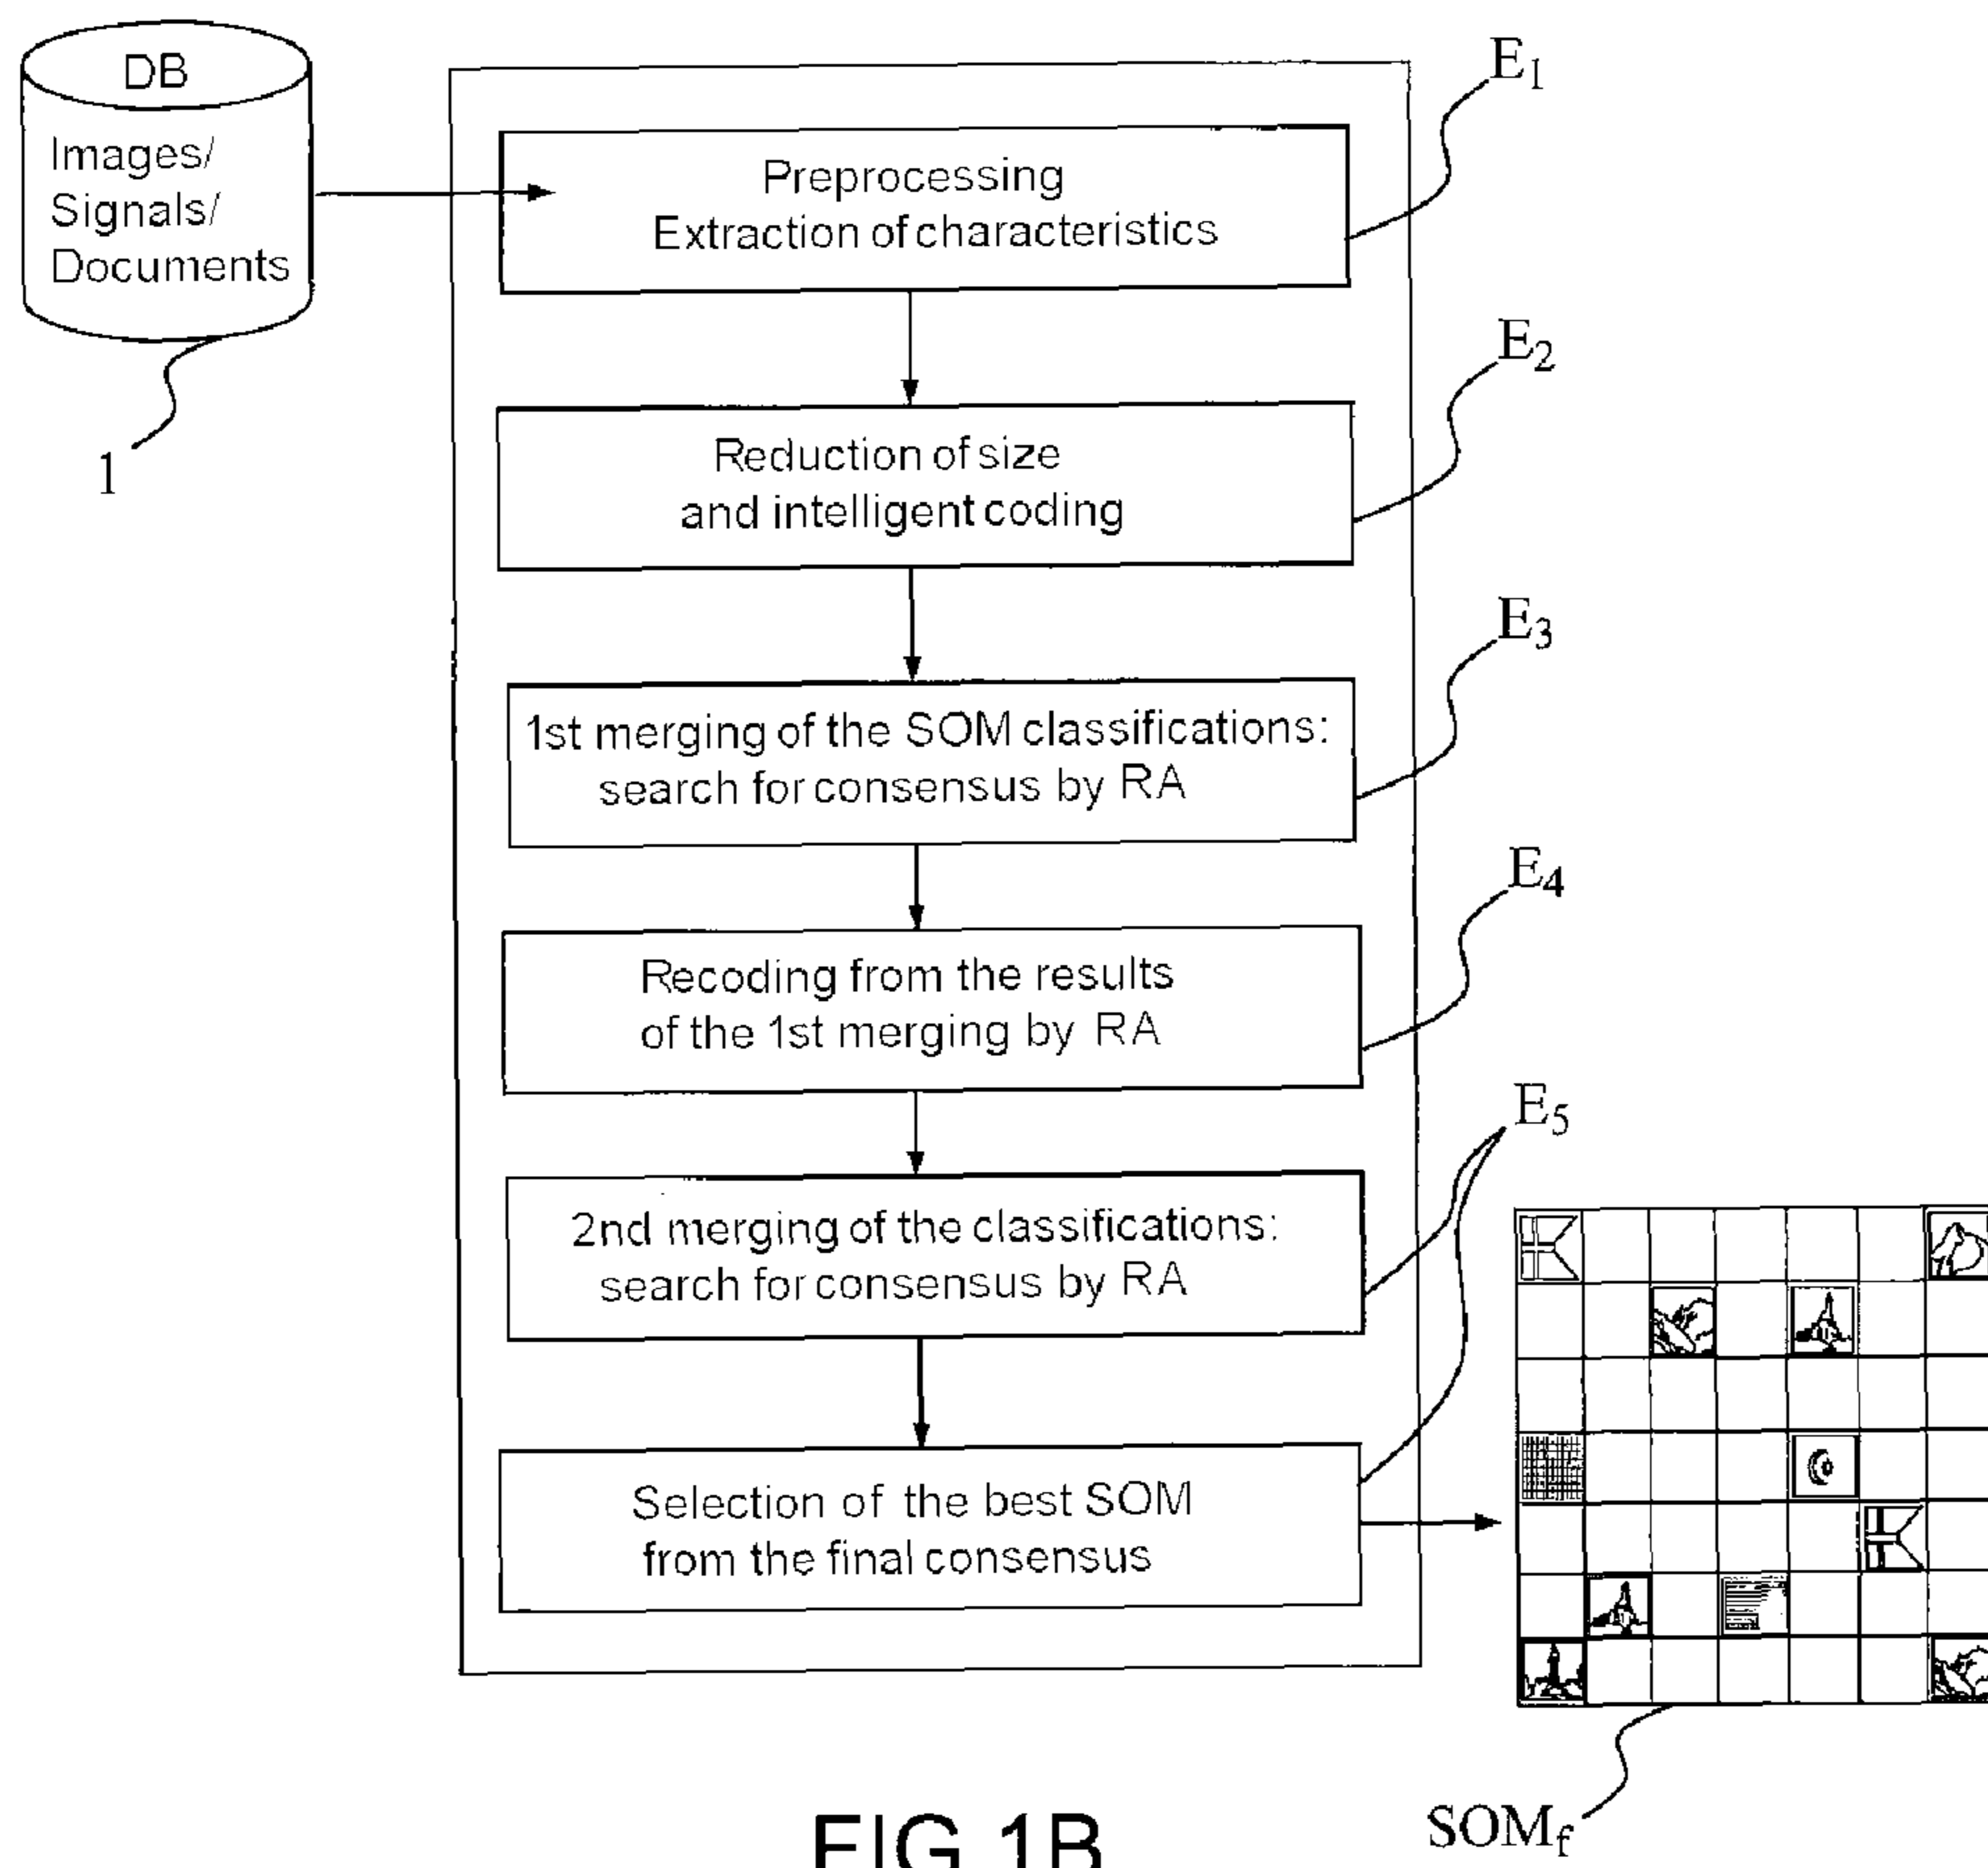 DB
Images/
Signals/
Documents
1
Preprocessing
Extraction of characteristics
E1
Reduction of size
and intelligent coding
E2
1st merging of the SOM classifications:
search for consensus by RA
E3
Recoding from the results
of the 1st merging by RA
E4
2nd merging of the classifications:
search for consensus by RA
E5
Selection of the best SOM
from the final consensus
SOMf
FIG.1B